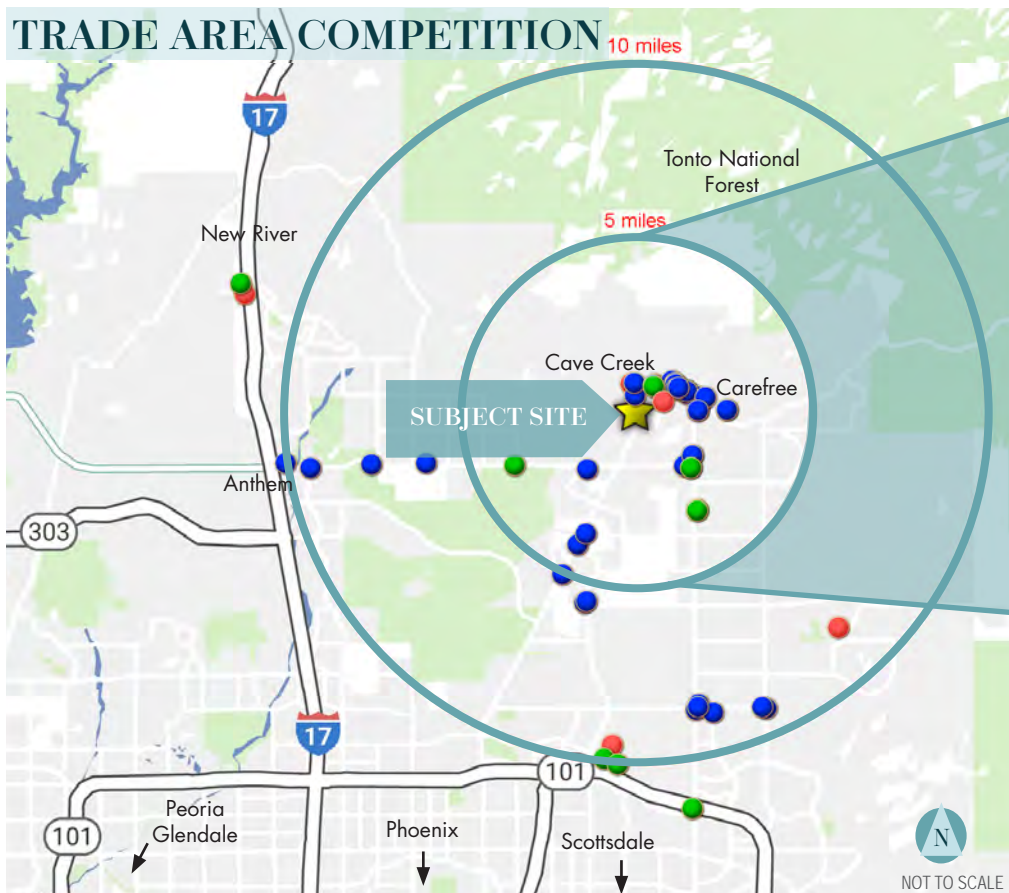 TRADE AREA COMPETITION
10 miles
17
Tonto National
Forest
5 miles
New River
Cave Creek
Carefree
SUBJECT SITE
Anthem
303
17
101
Peoria
Glendale
101
Phoenix
Scottsdale
N
NOT TO SCALE